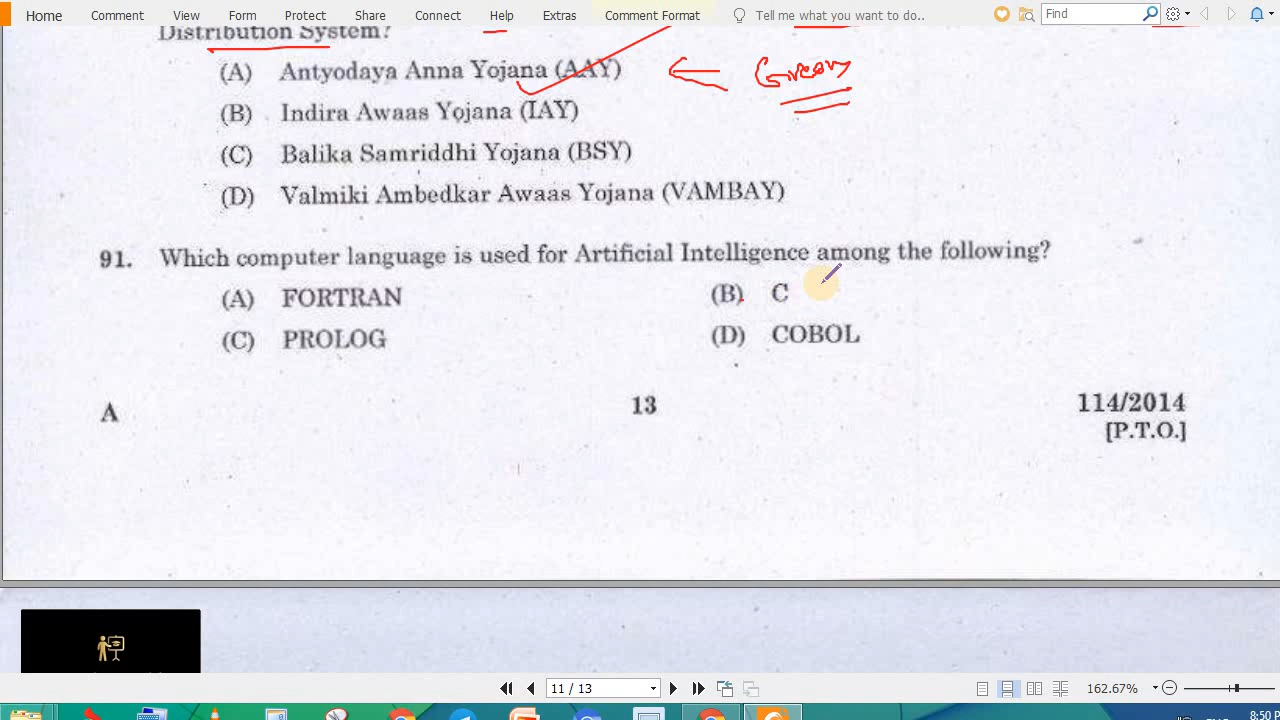 Home Comment View Form Protect Share Connect Help Extras Comment Format Tell me what you want to do.. Find
Distribution System?
(A) Antyodaya Anna Yojana (AAY) Green
(B) Indira Awaas Yojana (IAY)
(C) Balika Samriddhi Yojana (BSY)
(D) Valmiki Ambedkar Awaas Yojana (VAMBAY)
91. Which computer language is used for Artificial Intelligence among the following?
(A) FORTRAN (B) C
(C) PROLOG (D) COBOL
A 13 114/2014
[P.T.O.]
11 / 13 162.67%
8:50 P